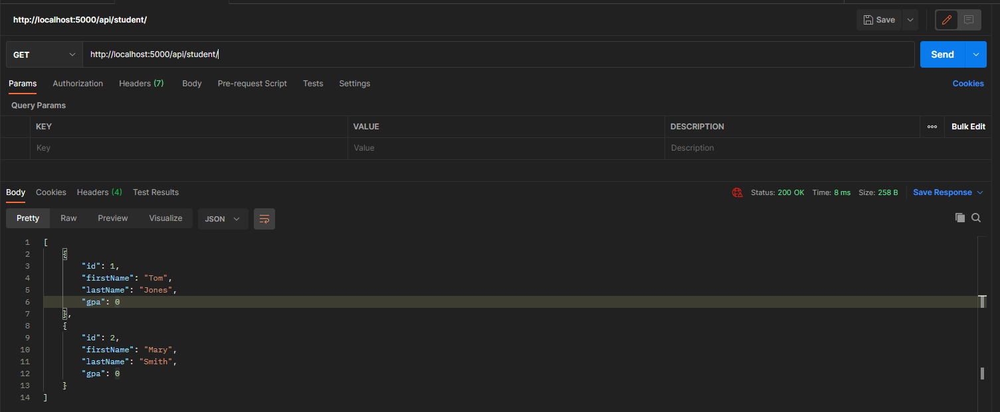 http://localhost:5000/api/student/
Save
GET
http://localhost:5000/api/student/
Send
Params Authorization Headers (7) Body Pre-request Script Tests Settings Cookies
Query Params
KEY VALUE DESCRIPTION ooo Bulk Edit
Key Value Description
Body Cookies Headers (4) Test Results Status: 200 OK Time: 8 ms Size: 258 B Save Response
Pretty Raw Preview Visualize JSON
1 [
2 {
3 "id": 1,
4 "firstName": "Tom",
5 "lastName": "Jones",
6 "gpa": 0
7 },
8 {
9 "id": 2,
10 "firstName": "Mary",
11 "lastName": "Smith",
12 "gpa": 0
13 }
14 ]